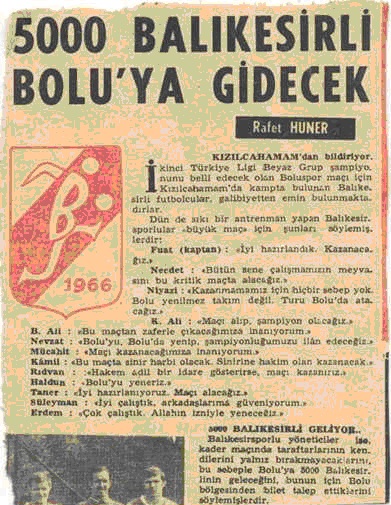 5000 BALIKESİRLİ
BOLU'YA GİDECEK
Rafet HÜNER
KIZILCAHAMAM'dan bildiriyor.
İkinci Türkiye Ligi Beyaz Grup şampiyo.
nunu belli edecek olan Boluspor maçı için
Kızılcahamam'da kampta bulunan Balıke.
sirli futbolcular, galibiyetten emin bulunmakta.
dırlar.
Dün de sıkı bir antrenman yapan Balıkesir.
sporlular «büyük maç» için şunları söylemiş.
lerdir:
Fuat (kaptan) : «İyi hazırlandık. Kazanaca.
ğız.»
Necdet : «Bütün sene çalışmamızın meyva.
sını bu kritik maçta alacağız.»
Niyazi : «Kazanmamamız için hiçbir sebep yok.
Bolu yenilmez takım değil. Turu Bolu'da ata.
cağız.»
K. Ali : «Maçı alıp, şampiyon olacağız.»
B. Ali : «Bu maçtan zaferle çıkacağımıza inanıyorum.»
Nevzat : «Bolu'yu, Bolu'da yenip, şampiyonluğumuzu ilân edeceğiz.»
Mücahit : «Maçı kazanacağımıza inanıyorum.»
Kâmil : «Bu maçta sinir harbi olacak. Sinirine hakim olan kazanacak.»
Rıdvan : «Hakem âdil bir idare gösterirse, maçı kazanırız.»
Haldun : «Bolu'yu yeneriz.»
Taner : «İyi hazırlanıyoruz. Maçı alacağız.»
Süleyman : «İyi çalıştık, arkadaşlarıma güveniyorum.»
Erdem : «Çok çalıştık. Allahın izniyle yeneceğiz.»
1966
5000 BALIKESİRLİ GELİYOR..
Balıkesirsporlu yöneticiler ise,
kader maçında taraftarlarının ken.
dilerini yalnız bırakmayacaklarını,
bu sebeple Bolu'ya 5000 Balıkesir.
linin geleceğini, bunun için Bolu
bölgesinden bilet talep ettiklerini
söylemişlerdir.